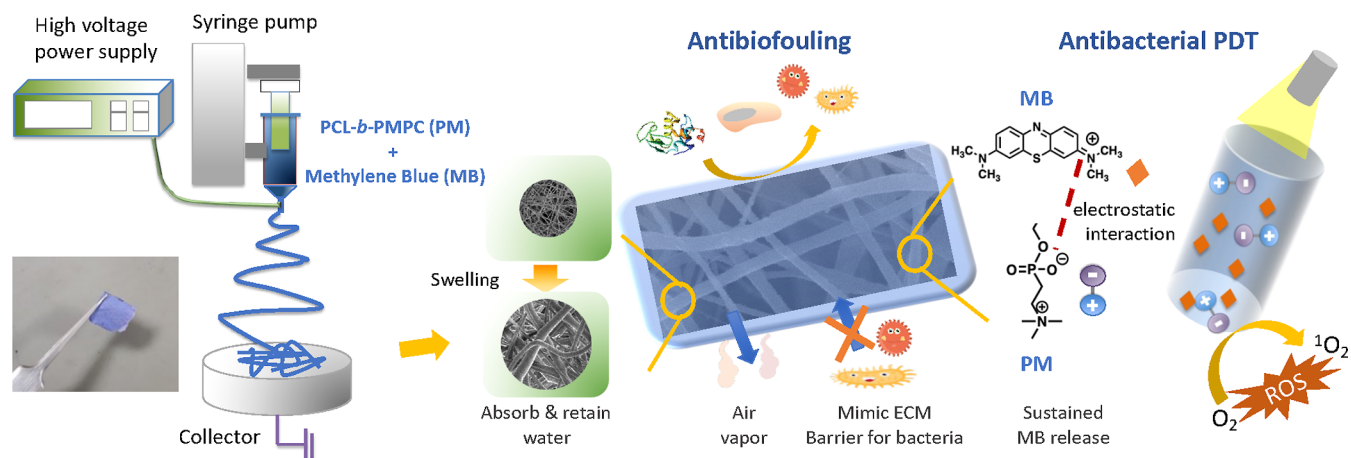 High voltage
power supply
Syringe pump
PCL-b-PMPC (PM)
+
Methylene Blue (MB)
Collector
Swelling
Absorb & retain
water
Antibiofouling
Air
vapor
Mimic ECM
Barrier for bacteria
Antibacterial PDT
MB
N
H₃C
N
S
N
CH₃
CH₃
CH₃
electrostatic
interaction
O
O=P-O
N
PM
Sustained
MB release
¹O₂
ROS
O₂